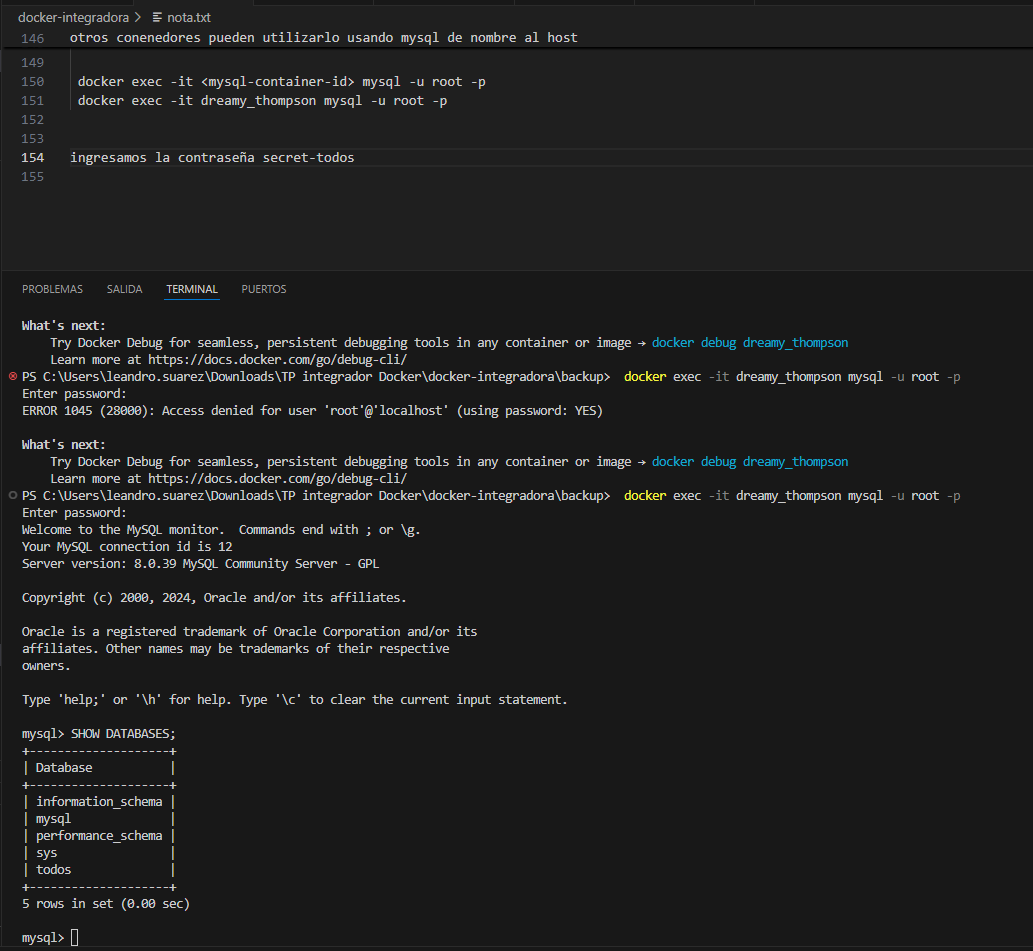 docker-integradora > nota.txt
146 otros conenedores pueden utilizarlo usando mysql de nombre al host
149
150 docker exec -it <mysql-container-id> mysql -u root -p
151 docker exec -it dreamy_thompson mysql -u root -p
152
153
154 ingresamos la contraseña secret-todos
155
PROBLEMAS SALIDA TERMINAL PUERTOS
What's next:
Try Docker Debug for seamless, persistent debugging tools in any container or image → docker debug dreamy_thompson
Learn more at https://docs.docker.com/go/debug-cli/
PS C:\Users\leandro.suarez\Downloads\TP integrador Docker\docker-integradora\backup> docker exec -it dreamy_thompson mysql -u root -p
Enter password:
ERROR 1045 (28000): Access denied for user 'root'@'localhost' (using password: YES)
What's next:
Try Docker Debug for seamless, persistent debugging tools in any container or image → docker debug dreamy_thompson
Learn more at https://docs.docker.com/go/debug-cli/
PS C:\Users\leandro.suarez\Downloads\TP integrador Docker\docker-integradora\backup> docker exec -it dreamy_thompson mysql -u root -p
Enter password:
Welcome to the MySQL monitor.  Commands end with ; or \g.
Your MySQL connection id is 12
Server version: 8.0.39 MySQL Community Server - GPL
Copyright (c) 2000, 2024, Oracle and/or its affiliates.
Oracle is a registered trademark of Oracle Corporation and/or its
affiliates. Other names may be trademarks of their respective
owners.
Type 'help;' or '\h' for help. Type '\c' to clear the current input statement.
mysql> SHOW DATABASES;
+--------------------+
| Database           |
+--------------------+
| information_schema |
| mysql              |
| performance_schema |
| sys                |
| todos              |
+--------------------+
5 rows in set (0.00 sec)
mysql>